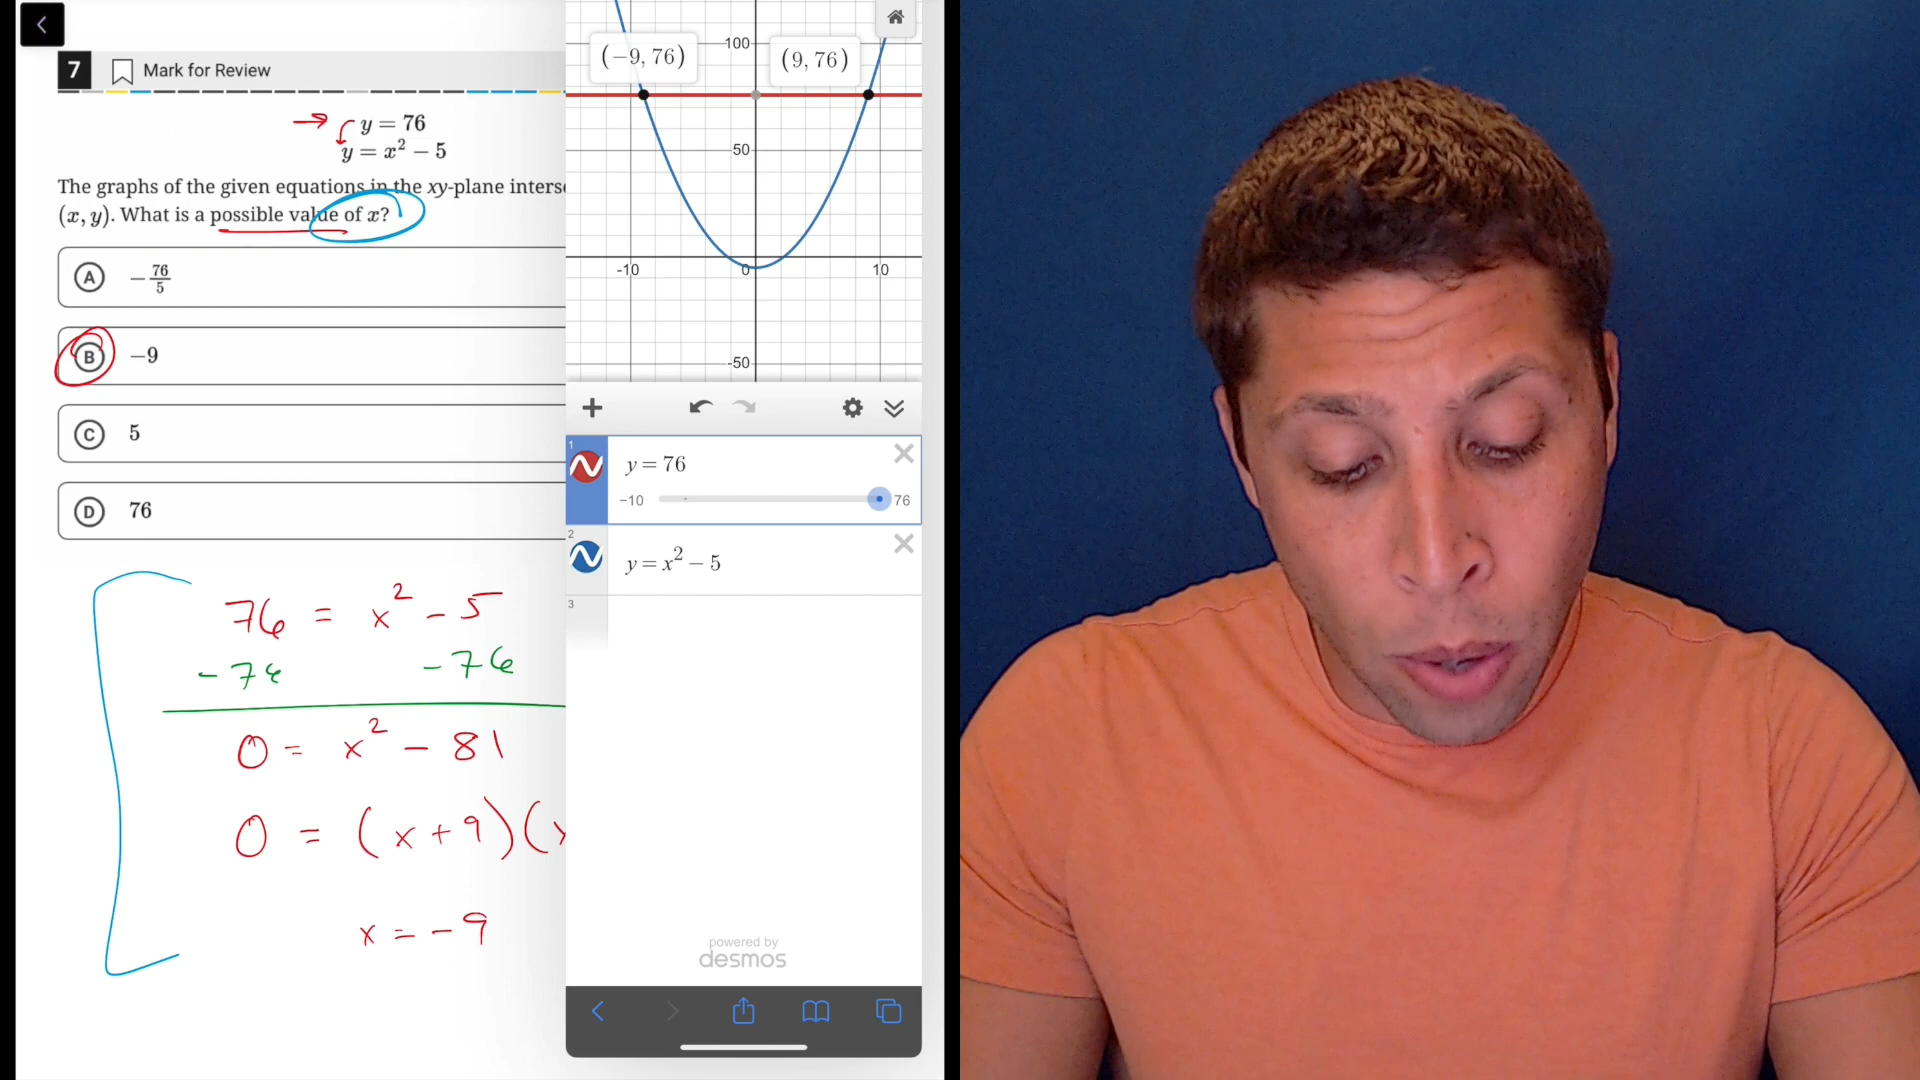 7 Mark for Review
y = 76
y = x² − 5
The graphs of the given equations in the xy-plane
(x, y). What is a possible value of x?
A −76/5
B −9
C 5
D 76
76 = x² − 5
− 76 − 76
0 = x² − 81
0 = (x + 9)(x
x = − 9
(−9, 76)
(9, 76)
100
50
-10 0 10
-50
1
y = 76
−10 76
2
y = x² − 5
3
powered by
desmos